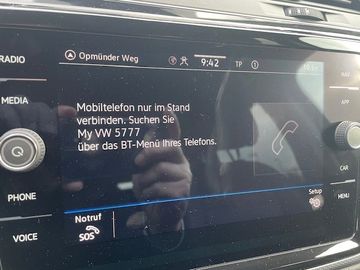 RADIO
MEDIA
PHONE
VOICE
Opmünder Weg
9:42
TP
Mobiltelefon nur im Stand
verbinden. Suchen Sie
My VW 5777
über das BT-Menü Ihres Telefons.
Notruf
SOS
Setup
NAV
APP
CAR
MENU